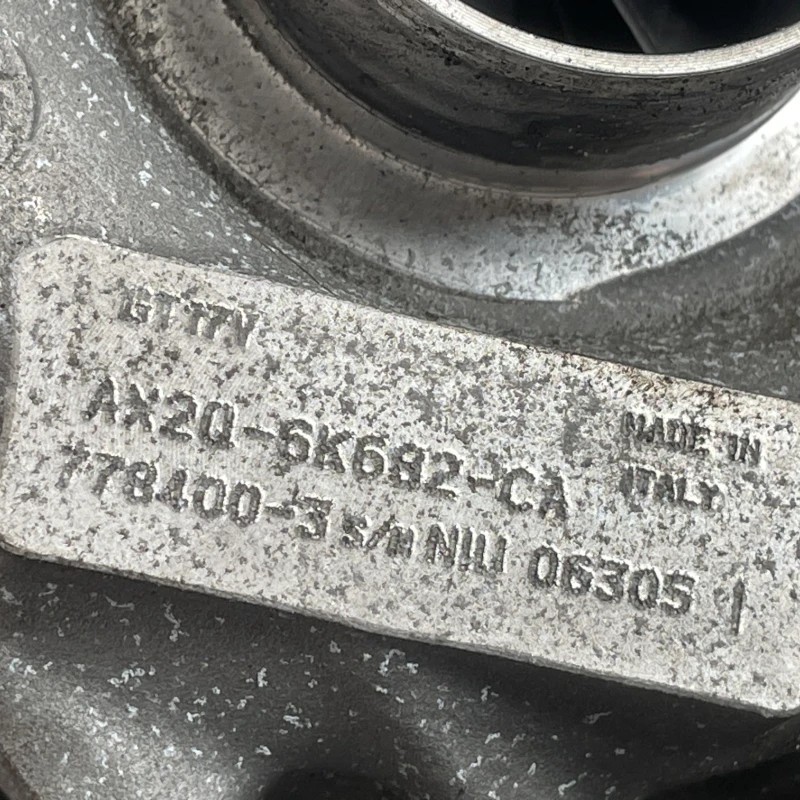 GT17V
AX2Q-6K682-CA
MADE IN
ITALY
778400-3 s/n NIU 06305